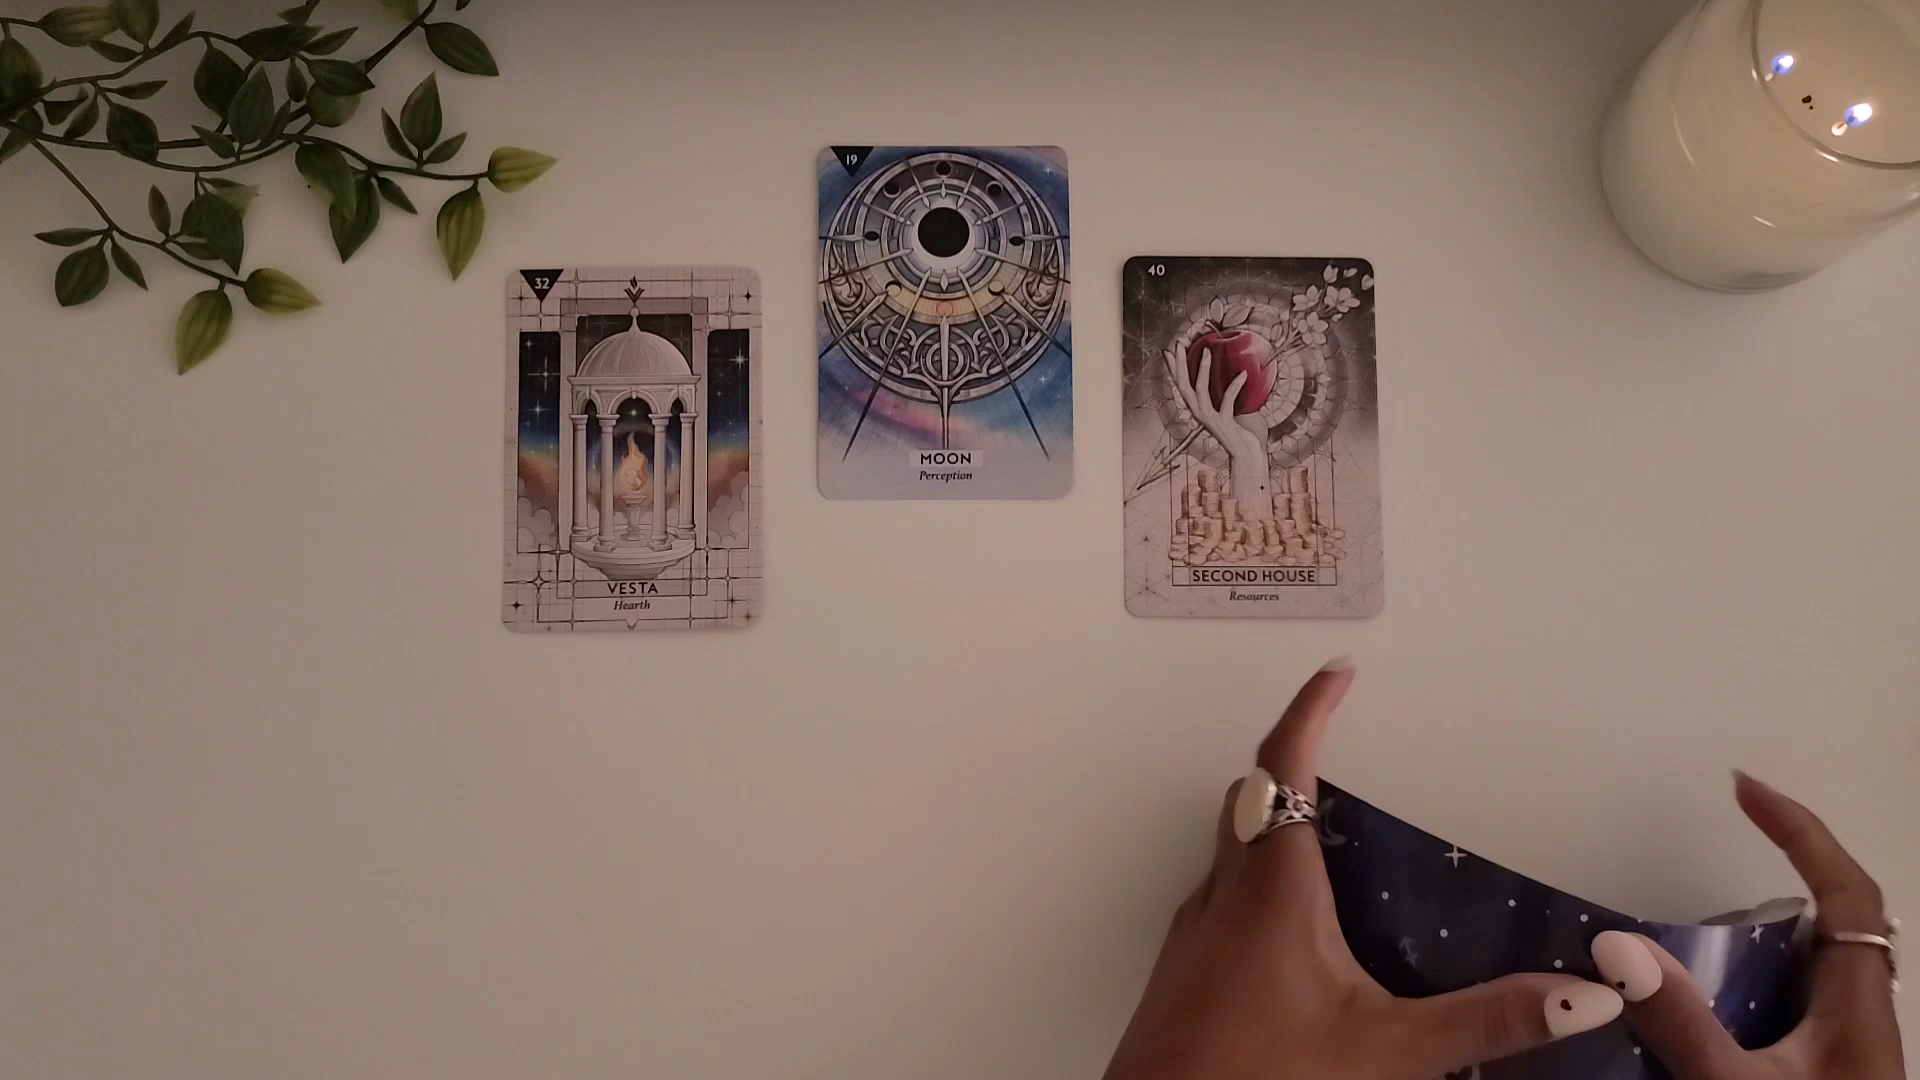 32
VESTA
Hearth
19
MOON
Perception
40
SECOND HOUSE
Resources